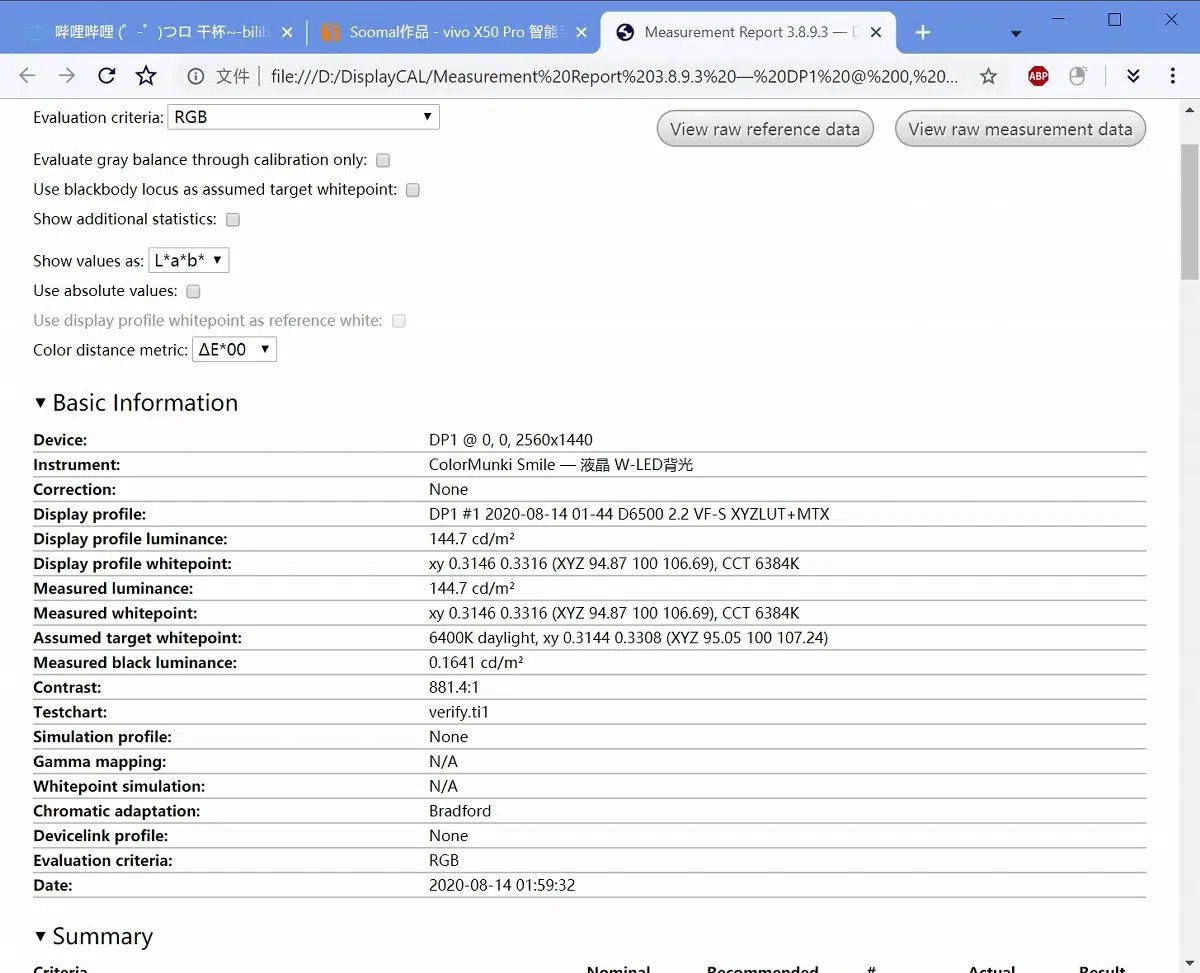 哔哩哔哩 (゜-゜)つロ 干杯~-bilib
Soomal作品 - vivo X50 Pro 智能
Measurement Report 3.8.9.3 — D
文件 | file:///D:/DisplayCAL/Measurement%20Report%203.8.9.3%20—%20DP1%20@%200,%20...
ABP
Evaluation criteria: RGB
View raw reference data
View raw measurement data
Evaluate gray balance through calibration only:
Use blackbody locus as assumed target whitepoint:
Show additional statistics:
Show values as: L*a*b*
Use absolute values:
Use display profile whitepoint as reference white:
Color distance metric: ΔE*00
Basic Information
Device: DP1 @ 0, 0, 2560x1440
Instrument: ColorMunki Smile — 液晶 W-LED背光
Correction: None
Display profile: DP1 #1 2020-08-14 01-44 D6500 2.2 VF-S XYZLUT+MTX
Display profile luminance: 144.7 cd/m²
Display profile whitepoint: xy 0.3146 0.3316 (XYZ 94.87 100 106.69), CCT 6384K
Measured luminance: 144.7 cd/m²
Measured whitepoint: xy 0.3146 0.3316 (XYZ 94.87 100 106.69), CCT 6384K
Assumed target whitepoint: 6400K daylight, xy 0.3144 0.3308 (XYZ 95.05 100 107.24)
Measured black luminance: 0.1641 cd/m²
Contrast: 881.4:1
Testchart: verify.ti1
Simulation profile: None
Gamma mapping: N/A
Whitepoint simulation: N/A
Chromatic adaptation: Bradford
Devicelink profile: None
Evaluation criteria: RGB
Date: 2020-08-14 01:59:32
Summary
Criteria Nominal Recommended # Actual Result